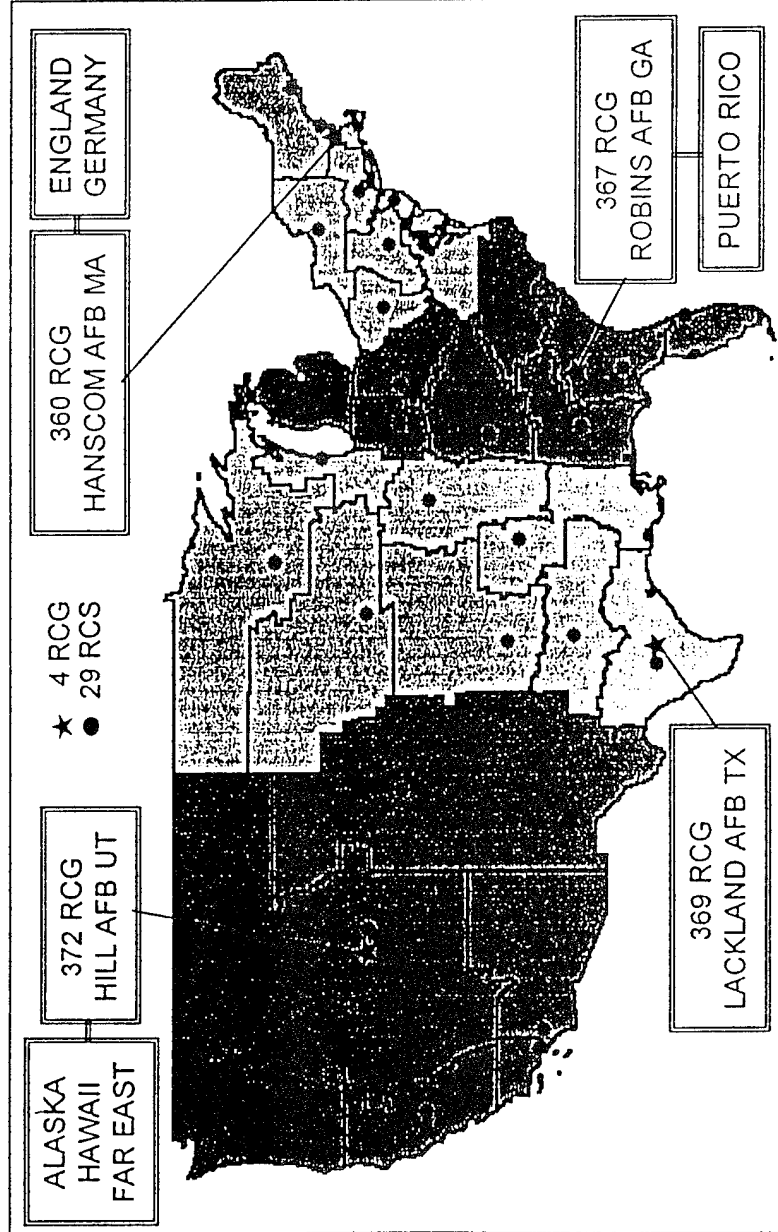 ALASKA
HAWAII
FAR EAST
372 RCG
HILL AFB UT
★ 4 RCG
● 29 RCS
360 RCG
HANSCOM AFB MA
ENGLAND
GERMANY
369 RCG
LACKLAND AFB TX
367 RCG
ROBINS AFB GA
PUERTO RICO